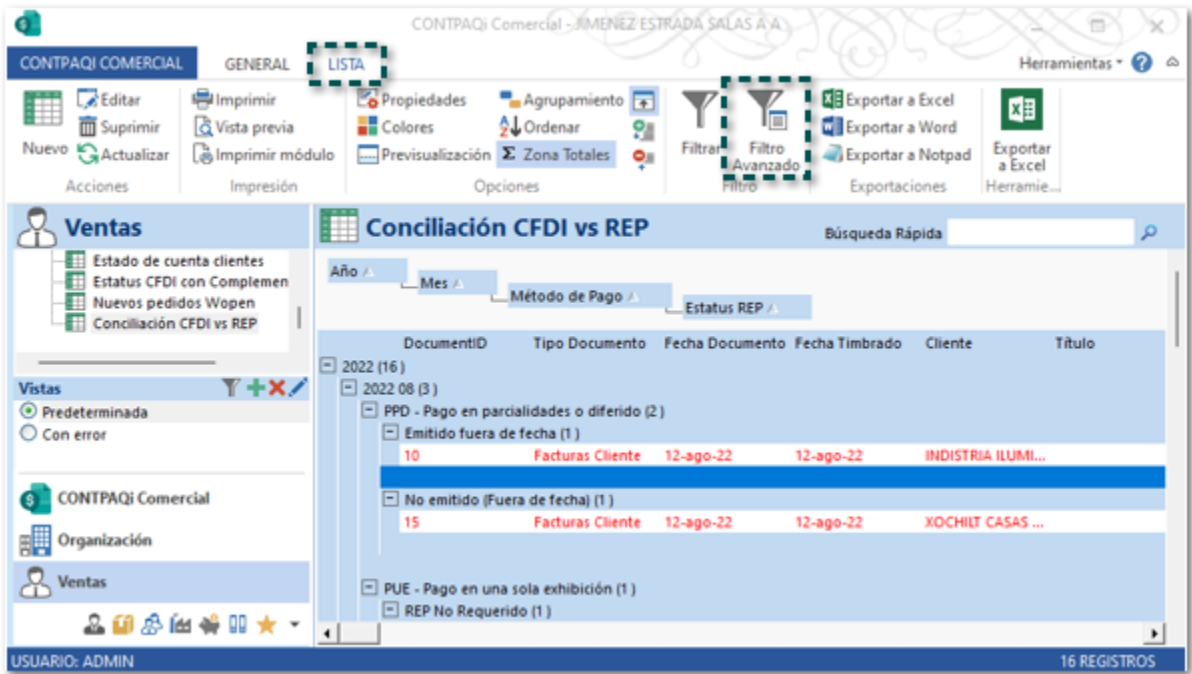 CONTPAQi Comercial - JIMENEZ ESTRADA SALAS A A
CONTPAQI COMERCIAL GENERAL LISTA Herramientas
Nuevo
Editar
Suprimir
Actualizar
Acciones
Imprimir
Vista previa
Imprimir módulo
Impresión
Propiedades
Colores
Previsualización
Agrupamiento
Ordenar
Σ Zona Totales
Opciones
Filtrar
Filtro
Avanzado
Filtro
Exportar a Excel
Exportar a Word
Exportar a Notpad
Exportaciones
Exportar
a Excel
Herramie...
Ventas
Estado de cuenta clientes
Estatus CFDI con Complemen
Nuevos pedidos Wopen
Conciliación CFDI vs REP
Vistas
Predeterminada
Con error
CONTPAQi Comercial
Organización
Ventas
Conciliación CFDI vs REP
Búsqueda Rápida
Año
Mes
Método de Pago
Estatus REP
DocumentID Tipo Documento Fecha Documento Fecha Timbrado Cliente Título
2022 (16)
2022 08 (3)
PPD - Pago en parcialidades o diferido (2)
Emitido fuera de fecha (1)
10 Facturas Cliente 12-ago-22 12-ago-22 INDISTRIA ILUMI...
No emitido (Fuera de fecha) (1)
15 Facturas Cliente 12-ago-22 12-ago-22 XOCHILT CASAS ...
PUE - Pago en una sola exhibición (1)
REP No Requerido (1)
USUARIO: ADMIN 16 REGISTROS